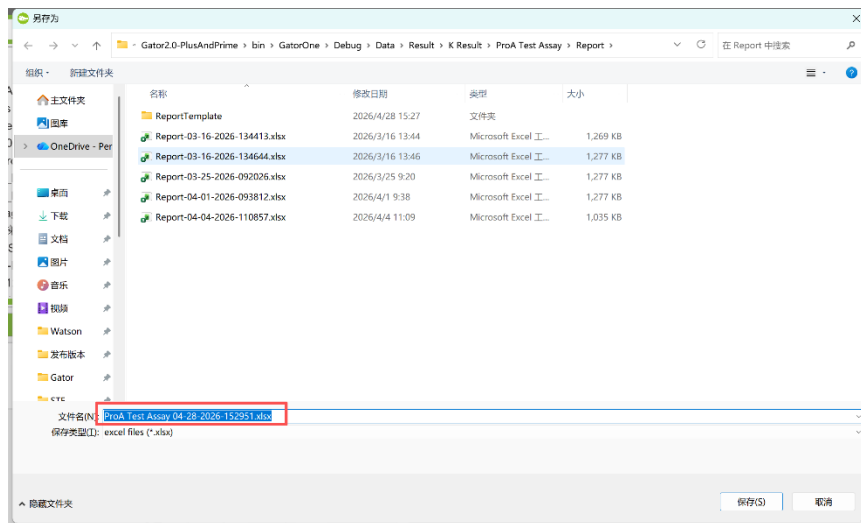 另存为
Gator2.0-PlusAndPrime › bin › GatorOne › Debug › Data › Result › K Result › ProA Test Assay › Report ›
在 Report 中搜索
组织 新建文件夹
名称 修改日期 类型 大小
主文件夹
图库
OneDrive - Per
桌面
下载
文档
图片
音乐
视频
Watson
发布版本
Gator
STE
ReportTemplate 2026/4/28 15:27 文件夹
Report-03-16-2026-134413.xlsx 2026/3/16 13:44 Microsoft Excel 工... 1,269 KB
Report-03-16-2026-134644.xlsx 2026/3/16 13:46 Microsoft Excel 工... 1,277 KB
Report-03-25-2026-092026.xlsx 2026/3/25 9:20 Microsoft Excel 工... 1,277 KB
Report-04-01-2026-093812.xlsx 2026/4/1 9:38 Microsoft Excel 工... 1,277 KB
Report-04-04-2026-110857.xlsx 2026/4/4 11:09 Microsoft Excel 工... 1,035 KB
文件名(N): ProA Test Assay 04-28-2026-152951.xlsx
保存类型(T): excel files (*.xlsx)
隐藏文件夹
保存(S) 取消